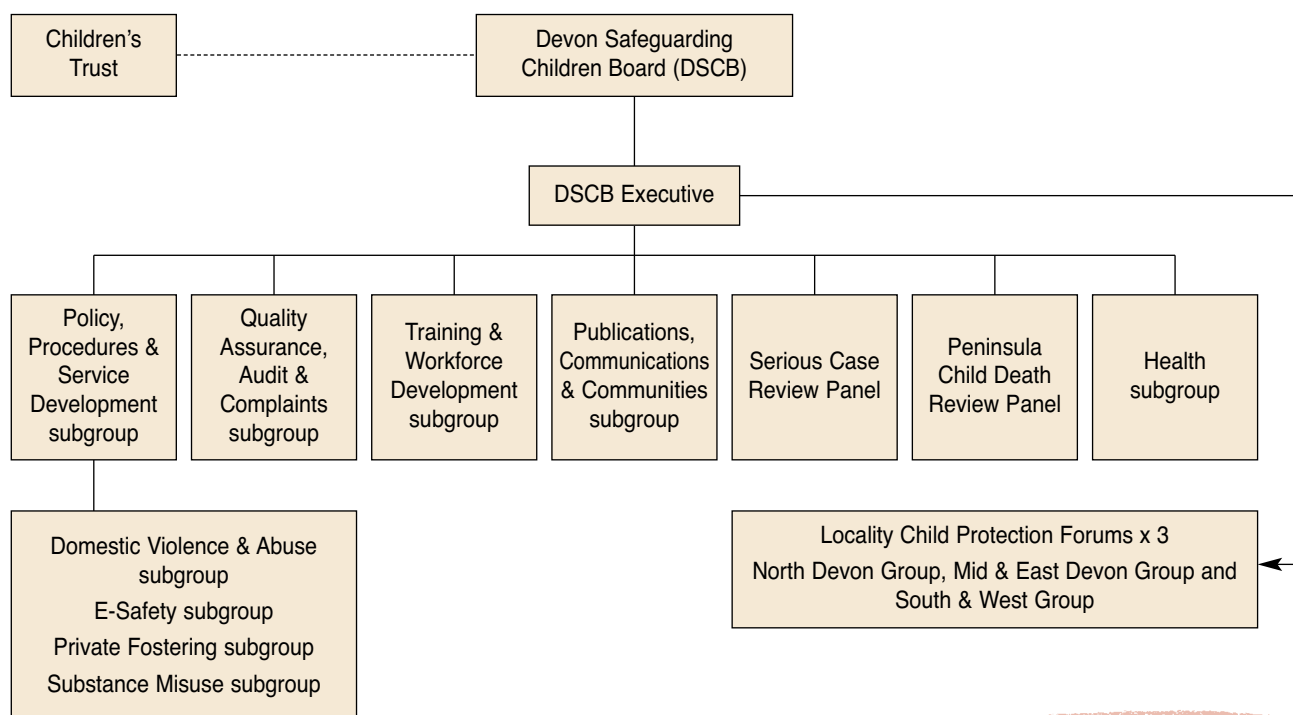 Children's
Trust
Devon Safeguarding
Children Board (DSCB)
DSCB Executive
Policy,
Procedures &
Service
Development
subgroup
Quality
Assurance,
Audit &
Complaints
subgroup
Training &
Workforce
Development
subgroup
Publications,
Communications
& Communities
subgroup
Serious Case
Review Panel
Peninsula
Child Death
Review Panel
Health
subgroup
Domestic Violence & Abuse
subgroup
E-Safety subgroup
Private Fostering subgroup
Substance Misuse subgroup
Locality Child Protection Forums x 3
North Devon Group, Mid & East Devon Group and
South & West Group